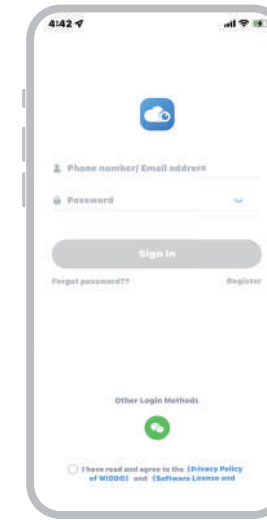 4:42
Phone number/ Email address
Password
Sign In
Forgot password??
Register
Other Login Methods
I have read and agree to the 《Privacy Policy
of WIDDO》 and 《Software License and